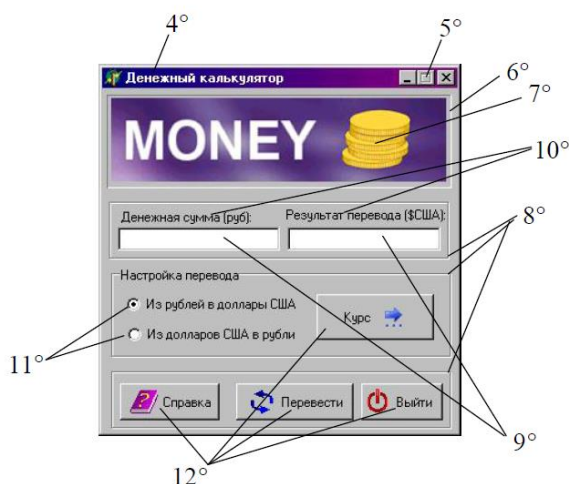 4°
5°
Денежный калькулятор
6°
7°
MONEY
10°
Денежная сумма (руб):
Результат перевода ($США):
8°
Настройка перевода
Из рублей в доллары США
Курс
Из долларов США в рубли
11°
Справка
Перевести
Выйти
9°
12°